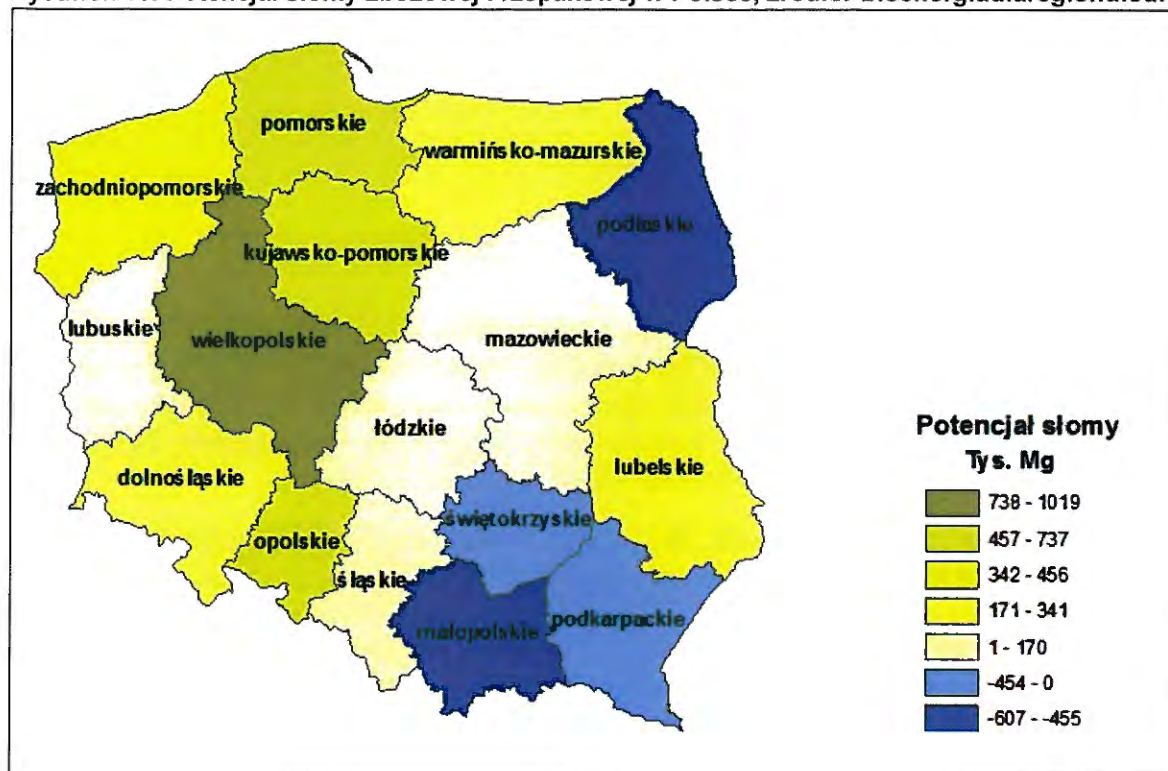 pomorskie
warmińsko-mazurskie
zachodniopomorskie
podlaskie
kujawsko-pomorskie
lubuskie
wielkopolskie
mazowieckie
łódzkie
dolnośląskie
lubelskie
świętokrzyskie
opolskie
śląskie
małopolskie
podkarpackie
Potencjał słomy
Tys. Mg
738 - 1019
457 - 737
342 - 456
171 - 341
1 - 170
-454 - 0
-607 - -455